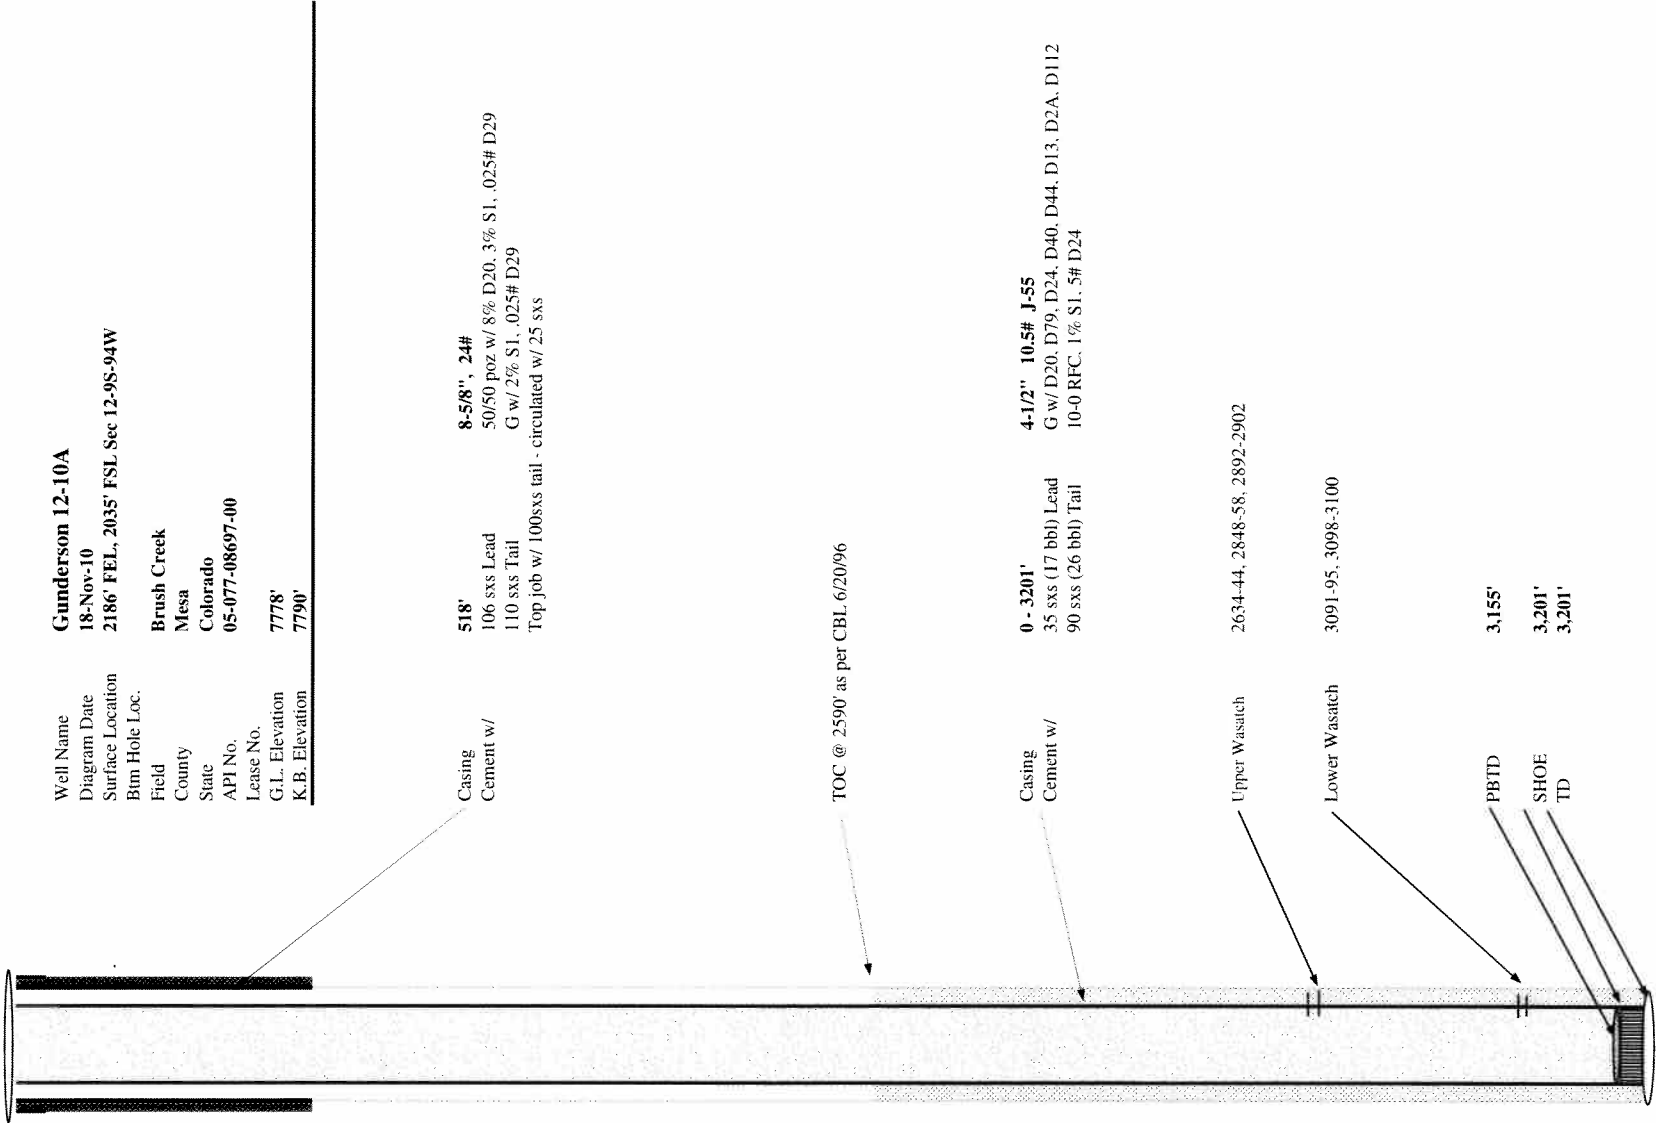 Well Name Gunderson 12-10A
Diagram Date 18-Nov-10
Surface Location 2186' FEL, 2035' FSL Sec 12-9S-94W
Btm Hole Loc.
Field Brush Creek
County Mesa
State Colorado
API No. 05-077-08697-00
Lease No.
G.L. Elevation 7778'
K.B. Elevation 7790'
Casing 518' 8-5/8", 24#
Cement w/ 106 sxs Lead 50/50 poz w/ 8% D20, 3% S1, .025# D29
110 sxs Tail G w/ 2% S1, .025# D29
Top job w/ 100sxs tail - circulated w/ 25 sxs
TOC @ 2590' as per CBL 6/20/96
Casing 0 - 3201' 4-1/2" 10.5# J-55
Cement w/ 35 sxs (17 bbl) Lead G w/ D20, D79, D24, D40, D44, D13, D2A, D112
90 sxs (26 bbl) Tail 10-0 RFC, 1% S1, 5# D24
Upper Wasatch 2634-44, 2848-58, 2892-2902
Lower Wasatch 3091-95, 3098-3100
PBTD 3,155'
SHOE 3,201'
TD 3,201'